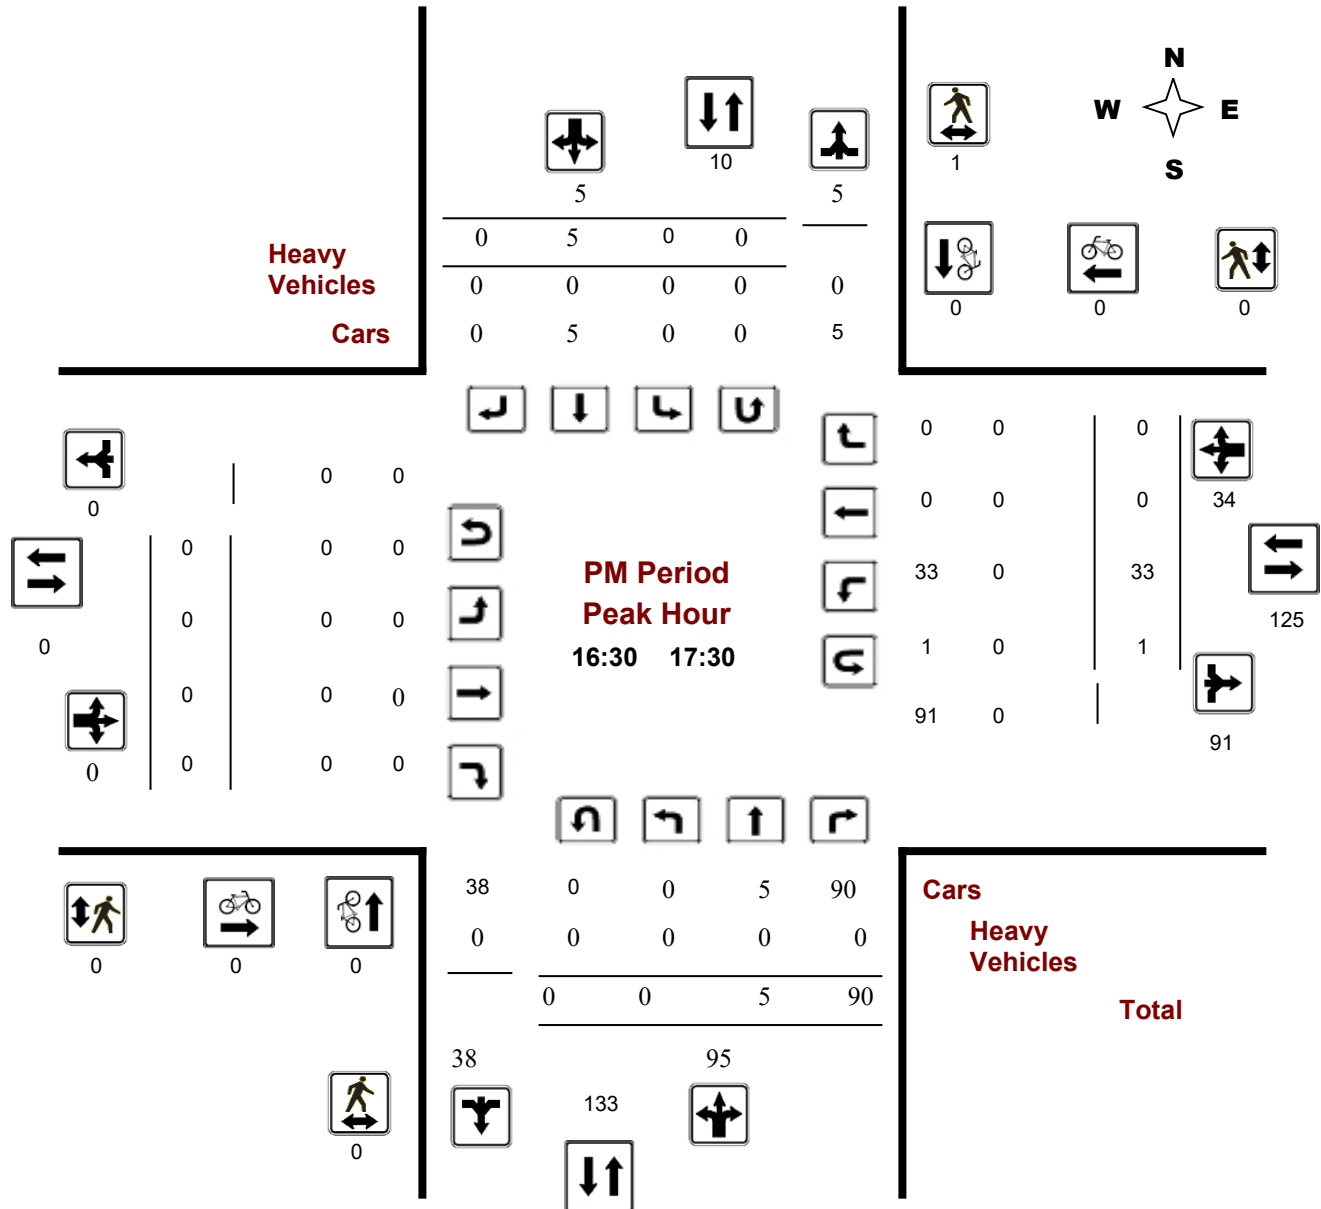 N
W E
S
10
1
5 5
0 5 0 0
Heavy
Vehicles
0 0 0 0 0
Cars
0 5 0 0 5
0 0 0
0 0 0
0 0 0 34
0 0
0 0 0
0 0 0
0
0 0 0
0 0 0
0
PM Period
Peak Hour
16:30 17:30
33 0 33
125
1 0 1
91 0
91
38 0 0 5 90
0 0 0 0 0
0 0 5 90
38 95
133
Cars
Heavy
Vehicles
Total
0 0 0
0